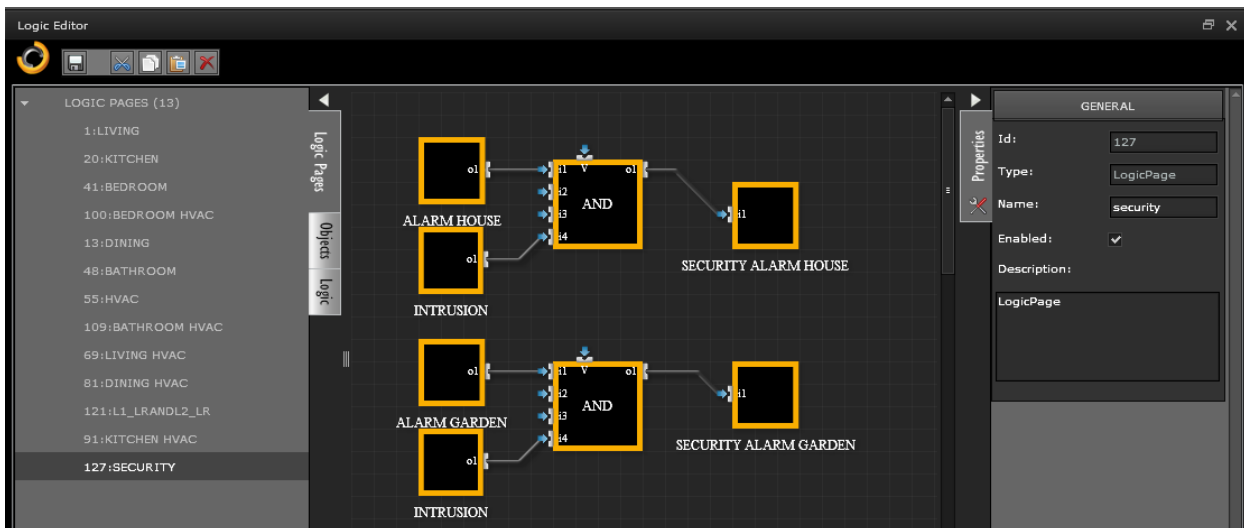 Logic Editor
LOGIC PAGES (13)
1:LIVING
20:KITCHEN
41:BEDROOM
100:BEDROOM HVAC
13:DINING
48:BATHROOM
55:HVAC
109:BATHROOM HVAC
69:LIVING HVAC
81:DINING HVAC
121:L1_LRANDL2_LR
91:KITCHEN HVAC
127:SECURITY
Logic Pages
Objects
Logic
o1
ALARM HOUSE
o1
INTRUSION
i1 V o1
i2
AND
i3
i4
i1
SECURITY ALARM HOUSE
o1
ALARM GARDEN
o1
INTRUSION
i1 V o1
i2
AND
i3
i4
i1
SECURITY ALARM GARDEN
Properties
GENERAL
Id: 127
Type: LogicPage
Name: security
Enabled:
Description:
LogicPage